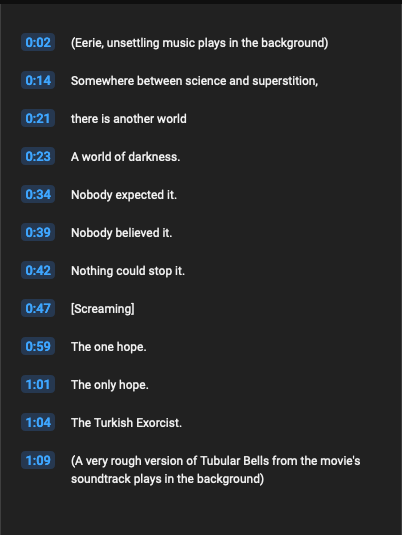 0:02 (Eerie, unsettling music plays in the background)
0:14 Somewhere between science and superstition,
0:21 there is another world
0:23 A world of darkness.
0:34 Nobody expected it.
0:39 Nobody believed it.
0:42 Nothing could stop it.
0:47 [Screaming]
0:59 The one hope.
1:01 The only hope.
1:04 The Turkish Exorcist.
1:09 (A very rough version of Tubular Bells from the movie's
soundtrack plays in the background)